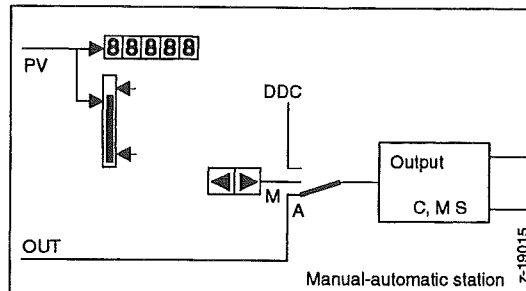 88888
PV
DDC
Output
M
A
C, M S
OUT
Manual-automatic station
z-19015